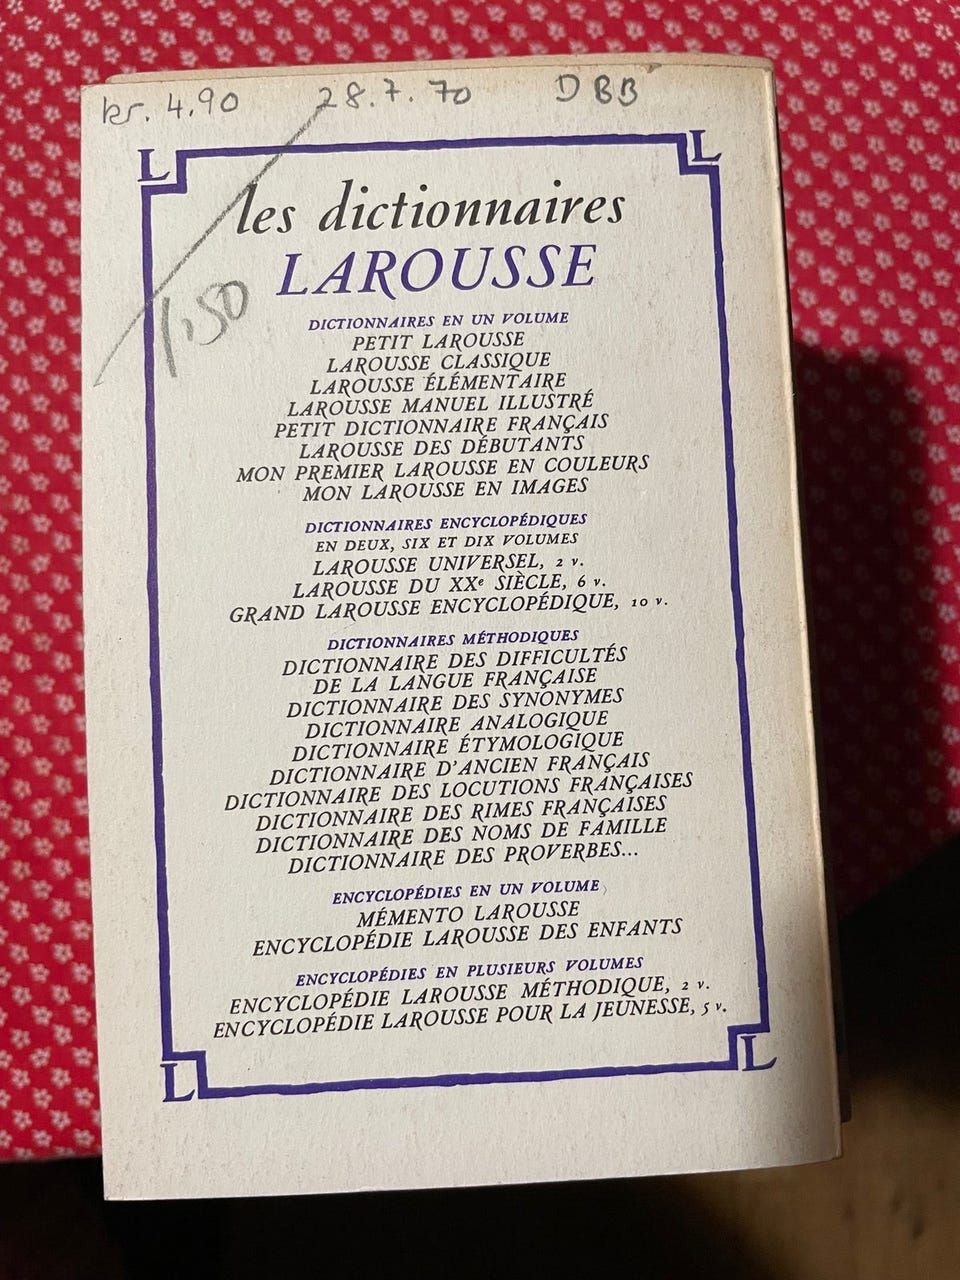 kr. 4.90 28.7.70 DBB
1,50
L L
les dictionnaires
LAROUSSE
DICTIONNAIRES EN UN VOLUME
PETIT LAROUSSE
LAROUSSE CLASSIQUE
LAROUSSE ÉLÉMENTAIRE
LAROUSSE MANUEL ILLUSTRÉ
PETIT DICTIONNAIRE FRANÇAIS
LAROUSSE DES DÉBUTANTS
MON PREMIER LAROUSSE EN COULEURS
MON LAROUSSE EN IMAGES
DICTIONNAIRES ENCYCLOPÉDIQUES
EN DEUX, SIX ET DIX VOLUMES
LAROUSSE UNIVERSEL, 2 v.
LAROUSSE DU XXe SIÈCLE, 6 v.
GRAND LAROUSSE ENCYCLOPÉDIQUE, 10 v.
DICTIONNAIRES MÉTHODIQUES
DICTIONNAIRE DES DIFFICULTÉS
DE LA LANGUE FRANÇAISE
DICTIONNAIRE DES SYNONYMES
DICTIONNAIRE ANALOGIQUE
DICTIONNAIRE ÉTYMOLOGIQUE
DICTIONNAIRE D'ANCIEN FRANÇAIS
DICTIONNAIRE DES LOCUTIONS FRANÇAISES
DICTIONNAIRE DES RIMES FRANÇAISES
DICTIONNAIRE DES NOMS DE FAMILLE
DICTIONNAIRE DES PROVERBES...
ENCYCLOPÉDIES EN UN VOLUME
MÉMENTO LAROUSSE
ENCYCLOPÉDIE LAROUSSE DES ENFANTS
ENCYCLOPÉDIES EN PLUSIEURS VOLUMES
ENCYCLOPÉDIE LAROUSSE MÉTHODIQUE, 2 v.
ENCYCLOPÉDIE LAROUSSE POUR LA JEUNESSE, 5 v.
L L